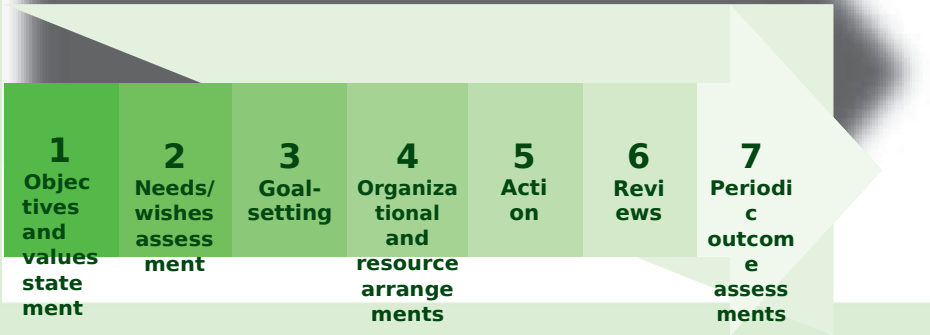 1
Objec
tives
and
values
state
ment
2
Needs/
wishes
assess
ment
3
Goal-
setting
4
Organiza
tional
and
resource
arrange
ments
5
Acti
on
6
Revi
ews
7
Periodi
c
outcom
e
assess
ments